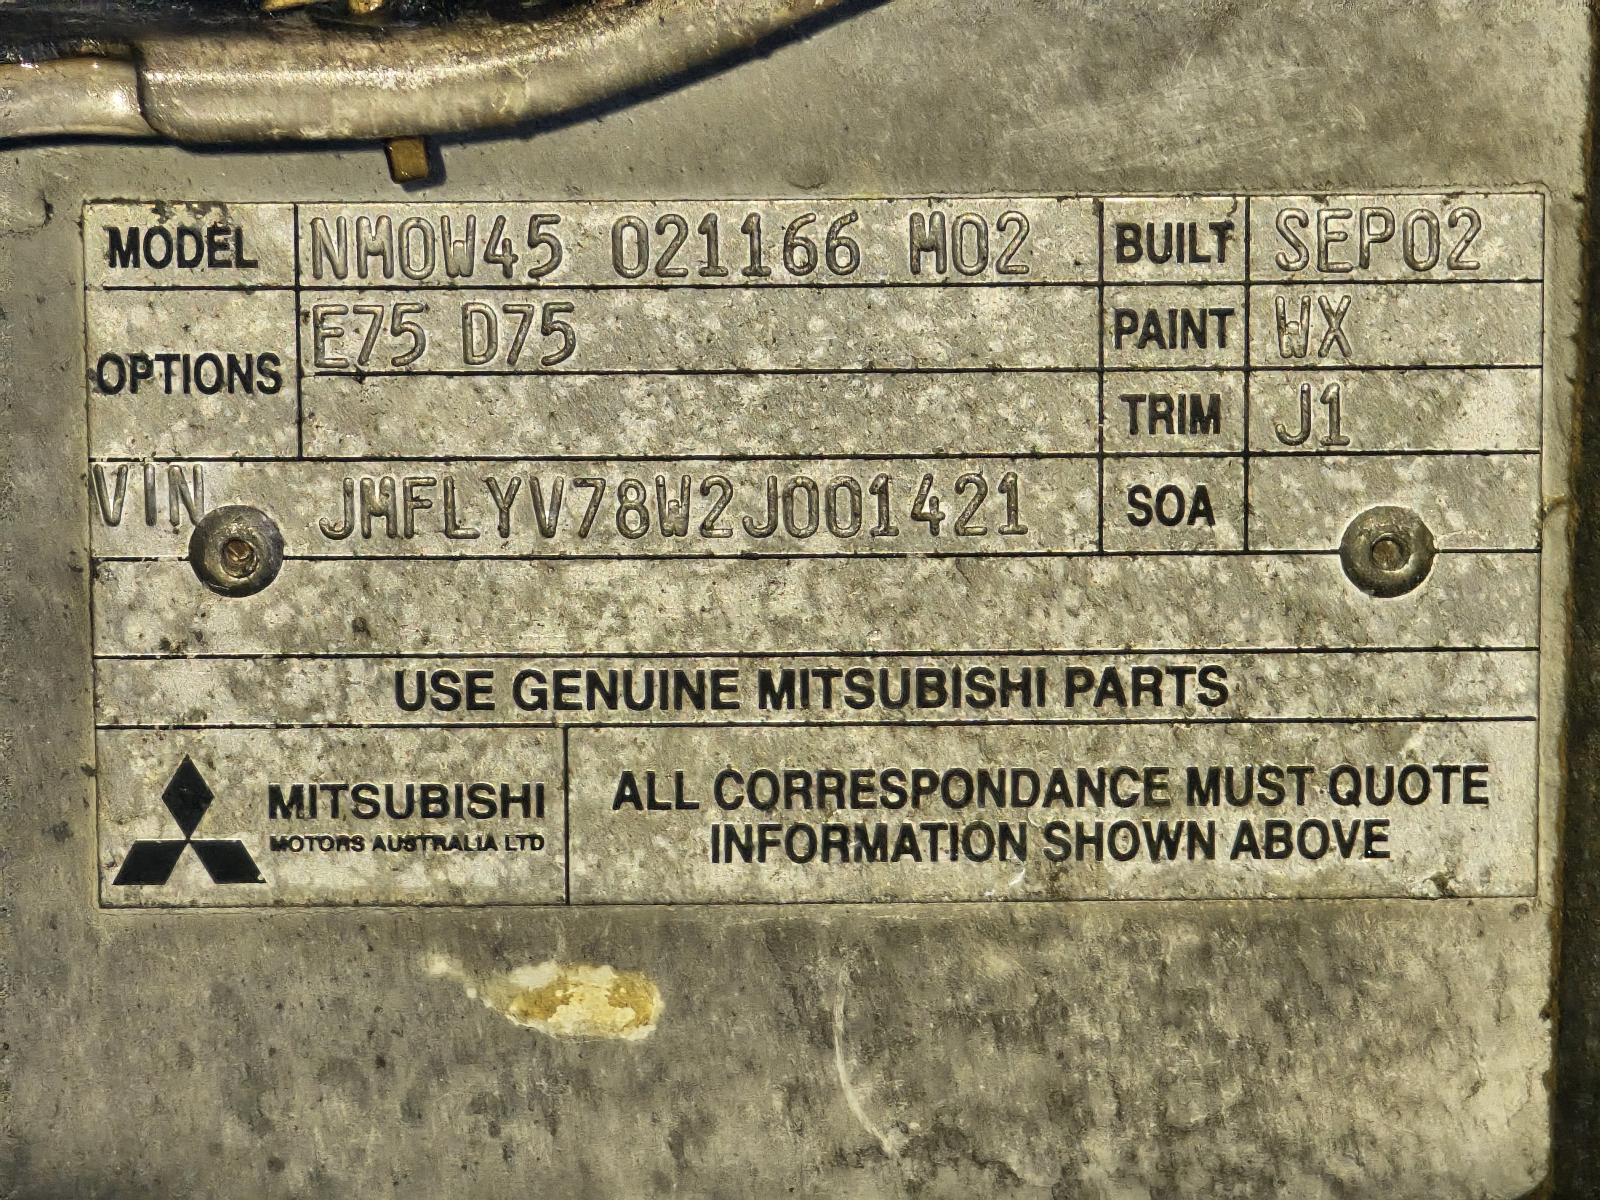 MODEL NM0W45 021166 M02 BUILT SEP02
OPTIONS E75 D75 PAINT WX
TRIM J1
VIN JMFLYV78W2J001421 SOA
USE GENUINE MITSUBISHI PARTS
MITSUBISHI
MOTORS AUSTRALIA LTD
ALL CORRESPONDANCE MUST QUOTE
INFORMATION SHOWN ABOVE